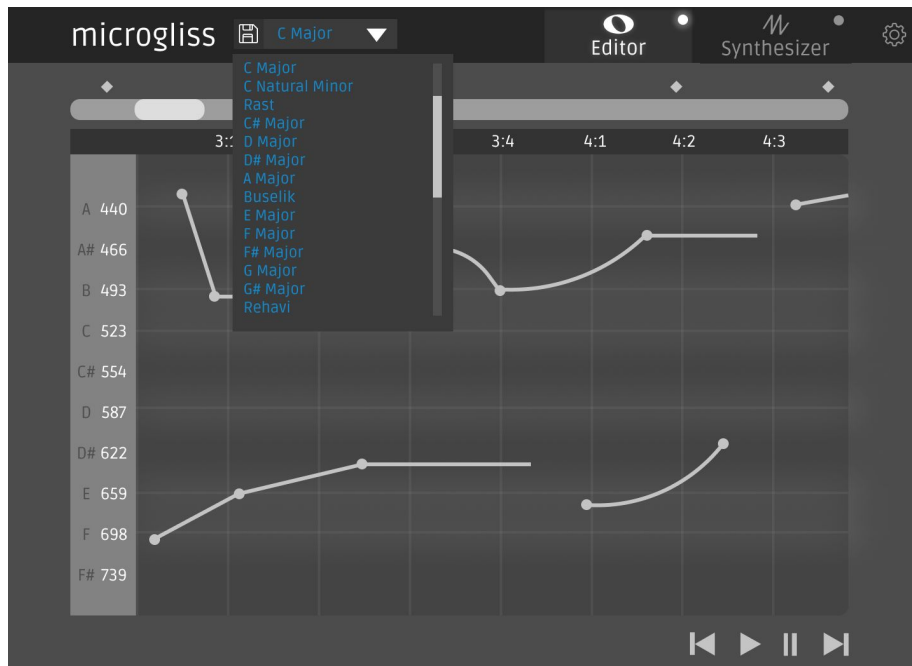 microgliss
C Major
Editor
Synthesizer
C Major
C Natural Minor
Rast
C# Major
D Major
D# Major
A Major
Buselik
E Major
F Major
F# Major
G Major
G# Major
Rehavi
3:4 4:1 4:2 4:3
A 440
A# 466
B 493
C 523
C# 554
D 587
D# 622
E 659
F 698
F# 739